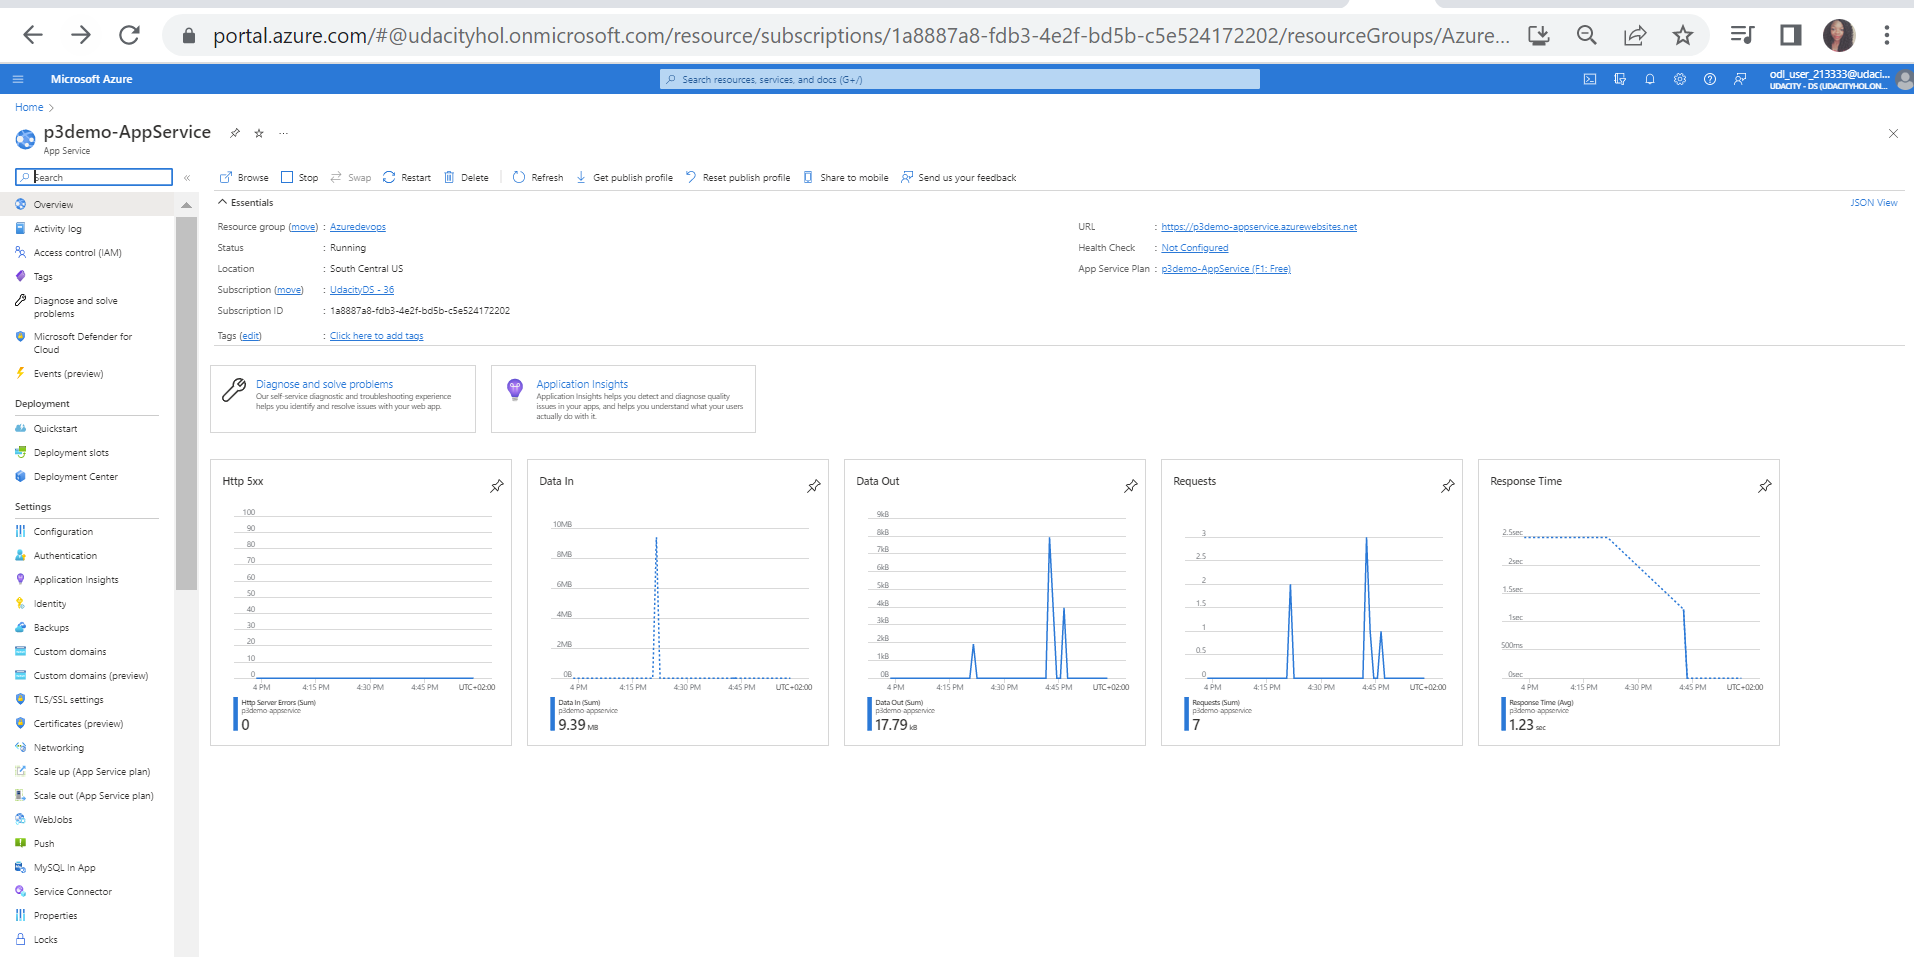 portal.azure.com/#@udacityhol.onmicrosoft.com/resource/subscriptions/1a8887a8-fdb3-4e2f-bd5b-c5e524172202/resourceGroups/Azure...
Microsoft Azure
Search resources, services, and docs (G+/)
odl_user_213333@udaci...
UDACITY - DS (UDACITYHOL.ON...
Home >
p3demo-AppService
...
App Service
Search
«
Browse
Stop
Swap
Restart
Delete
Refresh
Get publish profile
Reset publish profile
Share to mobile
Send us your feedback
Overview
Activity log
Access control (IAM)
Tags
Diagnose and solve
problems
Microsoft Defender for
Cloud
Events (preview)
Deployment
Quickstart
Deployment slots
Deployment Center
Settings
Configuration
Authentication
Application Insights
Identity
Backups
Custom domains
Custom domains (preview)
TLS/SSL settings
Certificates (preview)
Networking
Scale up (App Service plan)
Scale out (App Service plan)
WebJobs
Push
MySQL In App
Service Connector
Properties
Locks
Essentials
JSON View
Resource group (move) : Azuredevops
Status : Running
Location : South Central US
Subscription (move) : UdacityDS - 36
Subscription ID : 1a8887a8-fdb3-4e2f-bd5b-c5e524172202
Tags (edit) : Click here to add tags
URL : https://p3demo-appservice.azurewebsites.net
Health Check : Not Configured
App Service Plan : p3demo-AppService (F1: Free)
Diagnose and solve problems
Our self-service diagnostic and troubleshooting experience
helps you identify and resolve issues with your web app.
Application Insights
Application Insights helps you detect and diagnose quality
issues in your apps, and helps you understand what your users
actually do with it.
Http 5xx
100
90
80
70
60
50
40
30
20
10
0
4 PM 4:15 PM 4:30 PM 4:45 PM UTC+02:00
Http Server Errors (Sum)
p3demo-appservice
0
Data In
10MB
8MB
6MB
4MB
2MB
0B
4 PM 4:15 PM 4:30 PM 4:45 PM UTC+02:00
Data In (Sum)
p3demo-appservice
9.39 MB
Data Out
9kB
8kB
7kB
6kB
5kB
4kB
3kB
2kB
1kB
0B
4 PM 4:15 PM 4:30 PM 4:45 PM UTC+02:00
Data Out (Sum)
p3demo-appservice
17.79 kB
Requests
3
2.5
2
1.5
1
0.5
0
4 PM 4:15 PM 4:30 PM 4:45 PM UTC+02:00
Requests (Sum)
p3demo-appservice
7
Response Time
2.5sec
2sec
1.5sec
1sec
500ms
0sec
4 PM 4:15 PM 4:30 PM 4:45 PM UTC+02:00
Response Time (Avg)
p3demo-appservice
1.23 sec